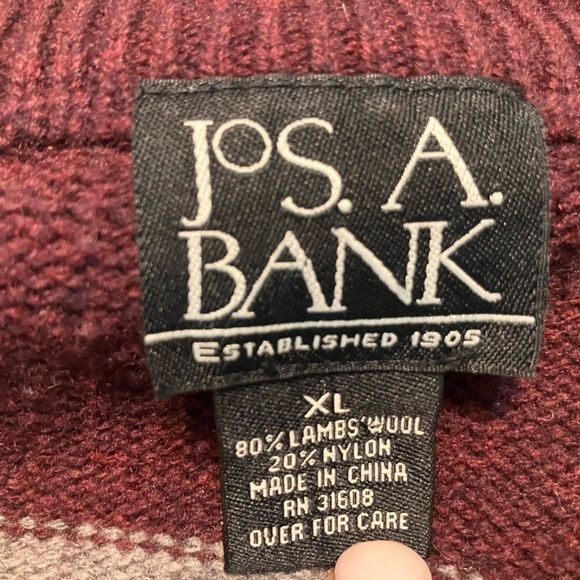 JOS. A.
BANK
ESTABLISHED 1905
XL
80% LAMBS' WOOL
20% NYLON
MADE IN CHINA
RN 31608
OVER FOR CARE